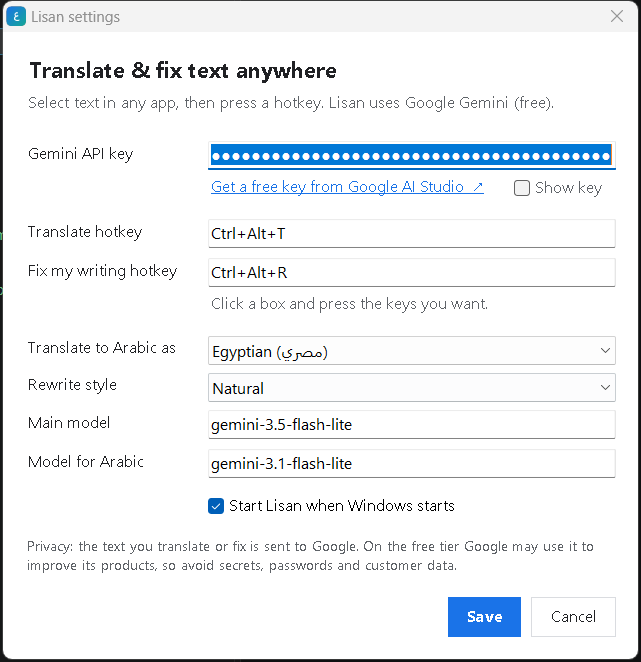 ع Lisan settings
Translate & fix text anywhere
Select text in any app, then press a hotkey. Lisan uses Google Gemini (free).
Gemini API key ●●●●●●●●●●●●●●●●●●●●●●●●●●●●●●●●●●●●●●●
Get a free key from Google AI Studio ↗ Show key
Translate hotkey Ctrl+Alt+T
Fix my writing hotkey Ctrl+Alt+R
Click a box and press the keys you want.
Translate to Arabic as Egyptian (مصري)
Rewrite style Natural
Main model gemini-3.5-flash-lite
Model for Arabic gemini-3.1-flash-lite
Start Lisan when Windows starts
Privacy: the text you translate or fix is sent to Google. On the free tier Google may use it to
improve its products, so avoid secrets, passwords and customer data.
Save Cancel